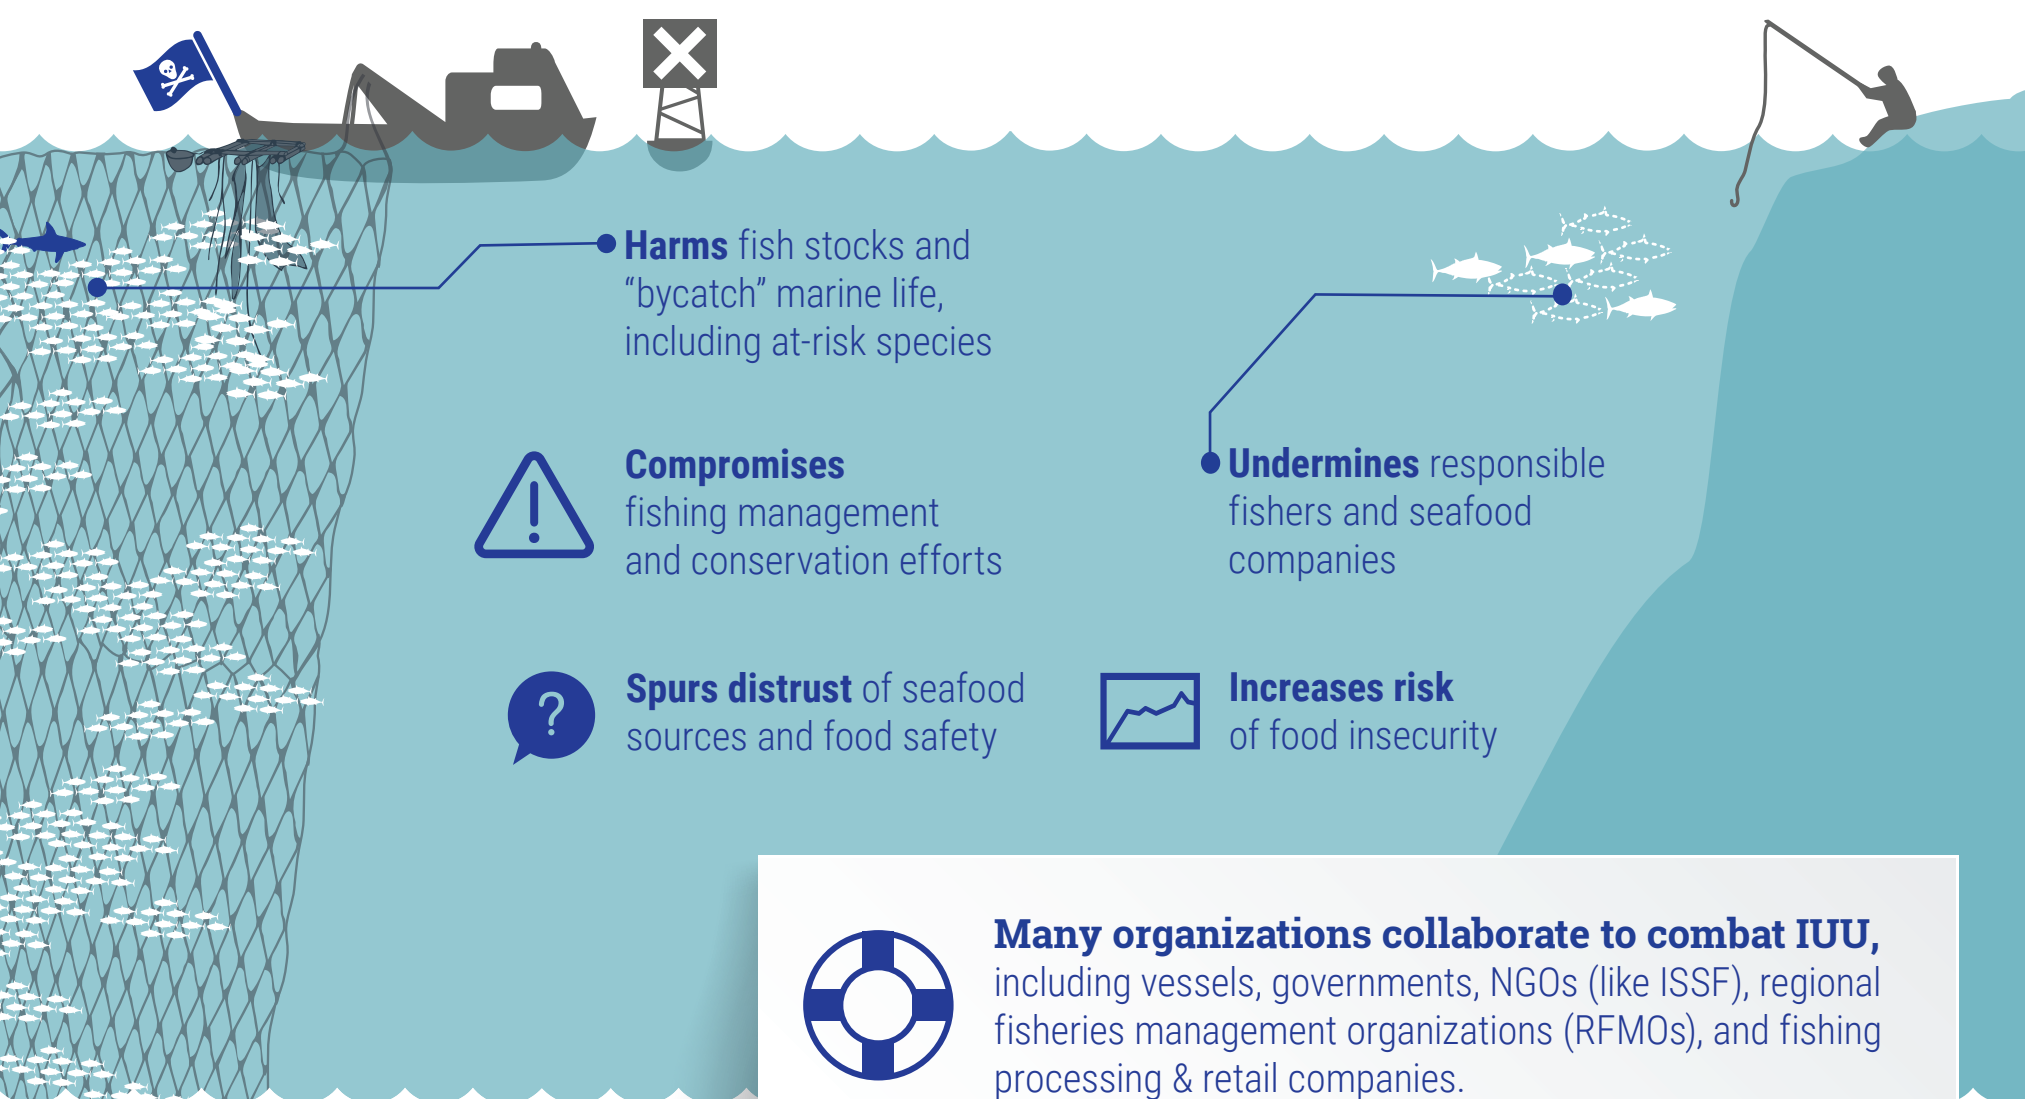 Harms fish stocks and
“bycatch” marine life,
including at-risk species
Compromises
fishing management
and conservation efforts
Undermines responsible
fishers and seafood
companies
?
Spurs distrust of seafood
sources and food safety
Increases risk
of food insecurity
Many organizations collaborate to combat IUU,
including vessels, governments, NGOs (like ISSF), regional
fisheries management organizations (RFMOs), and fishing
processing & retail companies.